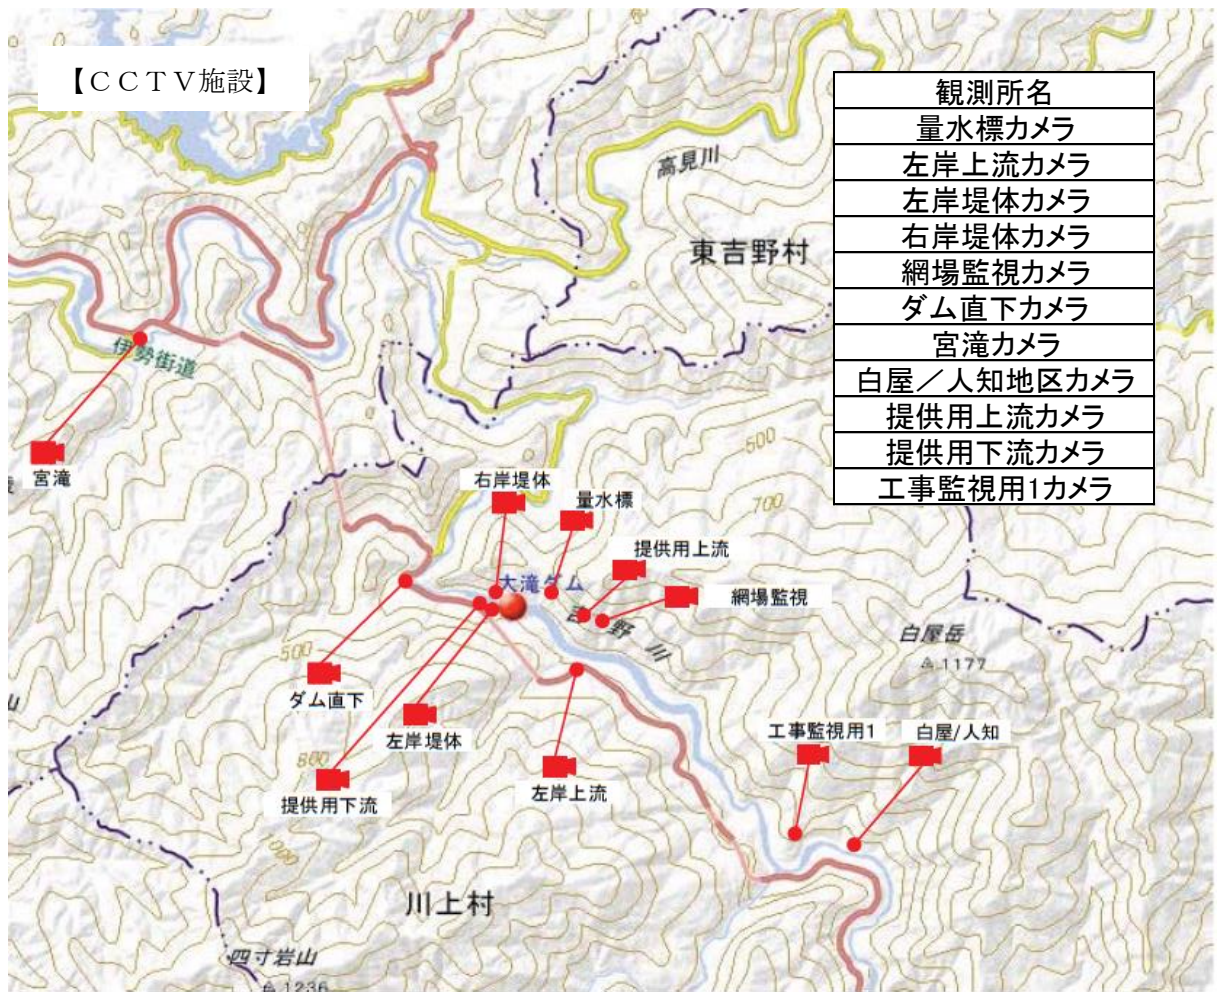 【ＣＣＴＶ施設】
観測所名
量水標カメラ
左岸上流カメラ
左岸堤体カメラ
右岸堤体カメラ
網場監視カメラ
ダム直下カメラ
宮滝カメラ
白屋／人知地区カメラ
提供用上流カメラ
提供用下流カメラ
工事監視用1カメラ
高見川
東吉野村
伊勢街道
宮滝
500
700
右岸堤体
量水標
提供用上流
大滝ダム
網場監視
吉野川
白屋岳
1177
500
ダム直下
左岸堤体
800
提供用下流
左岸上流
工事監視用1
白屋/人知
川上村
四寸岩山
1236